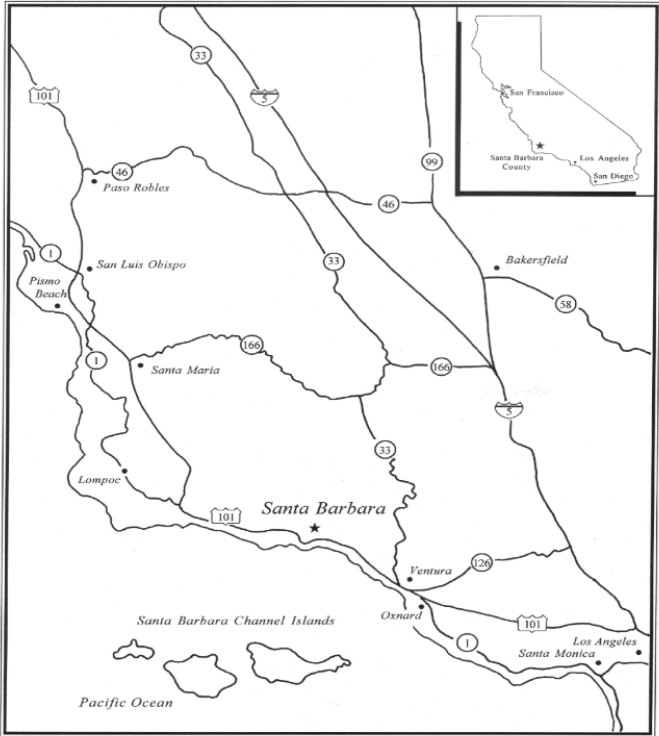 33
5
101
San Francisco
Santa Barbara
County
Los Angeles
San Diego
99
46
Paso Robles
46
1
San Luis Obispo
33
Bakersfield
Pismo
Beach
58
166
1
Santa Maria
166
5
33
Lompoc
Santa Barbara
101
126
Ventura
Oxnard
101
Santa Barbara Channel Islands
1
Los Angeles
Santa Monica
Pacific Ocean